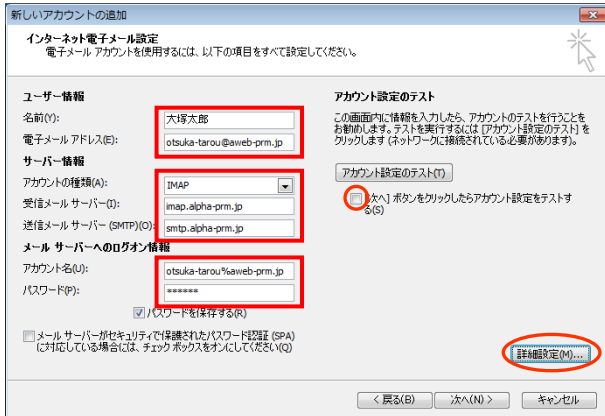 新しいアカウントの追加
インターネット電子メール設定
電子メール アカウントを使用するには、以下の項目をすべて設定してください。
ユーザー情報
名前(Y):
大塚太郎
電子メール アドレス(E):
otsuka-tarou@aweb-prm.jp
サーバー情報
アカウントの種類(A):
IMAP
受信メール サーバー(I):
imap.alpha-prm.jp
送信メール サーバー (SMTP)(O):
smtp.alpha-prm.jp
メール サーバーへのログオン情報
アカウント名(U):
otsuka-tarou%aweb-prm.jp
パスワード(P):
******
パスワードを保存する(R)
メール サーバーがセキュリティで保護されたパスワード認証 (SPA)
に対応している場合には、チェック ボックスをオンにしてください(Q)
アカウント設定のテスト
この画面内に情報を入力したら、アカウントのテストを行うことを
お勧めします。テストを実行するには [アカウント設定のテスト] を
クリックします (ネットワークに接続されている必要があります)。
アカウント設定のテスト(T)
[次へ] ボタンをクリックしたらアカウント設定をテストす
る(S)
詳細設定(M)...
< 戻る(B)
次へ(N) >
キャンセル